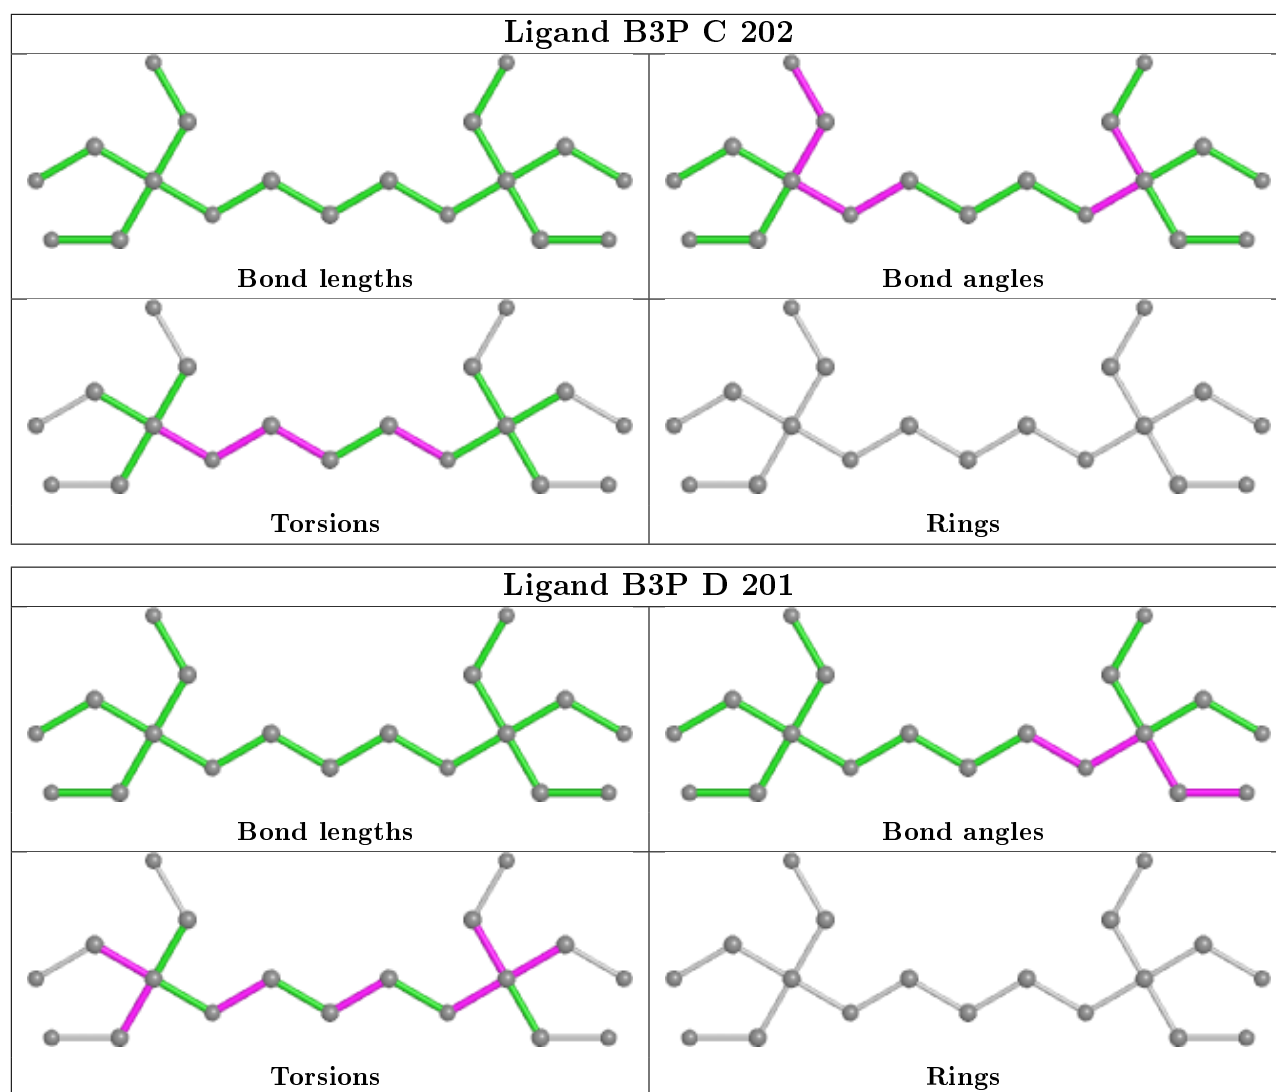 Ligand B3P C 202
Bond lengths
Bond angles
Torsions
Rings
Ligand B3P D 201
Bond lengths
Bond angles
Torsions
Rings